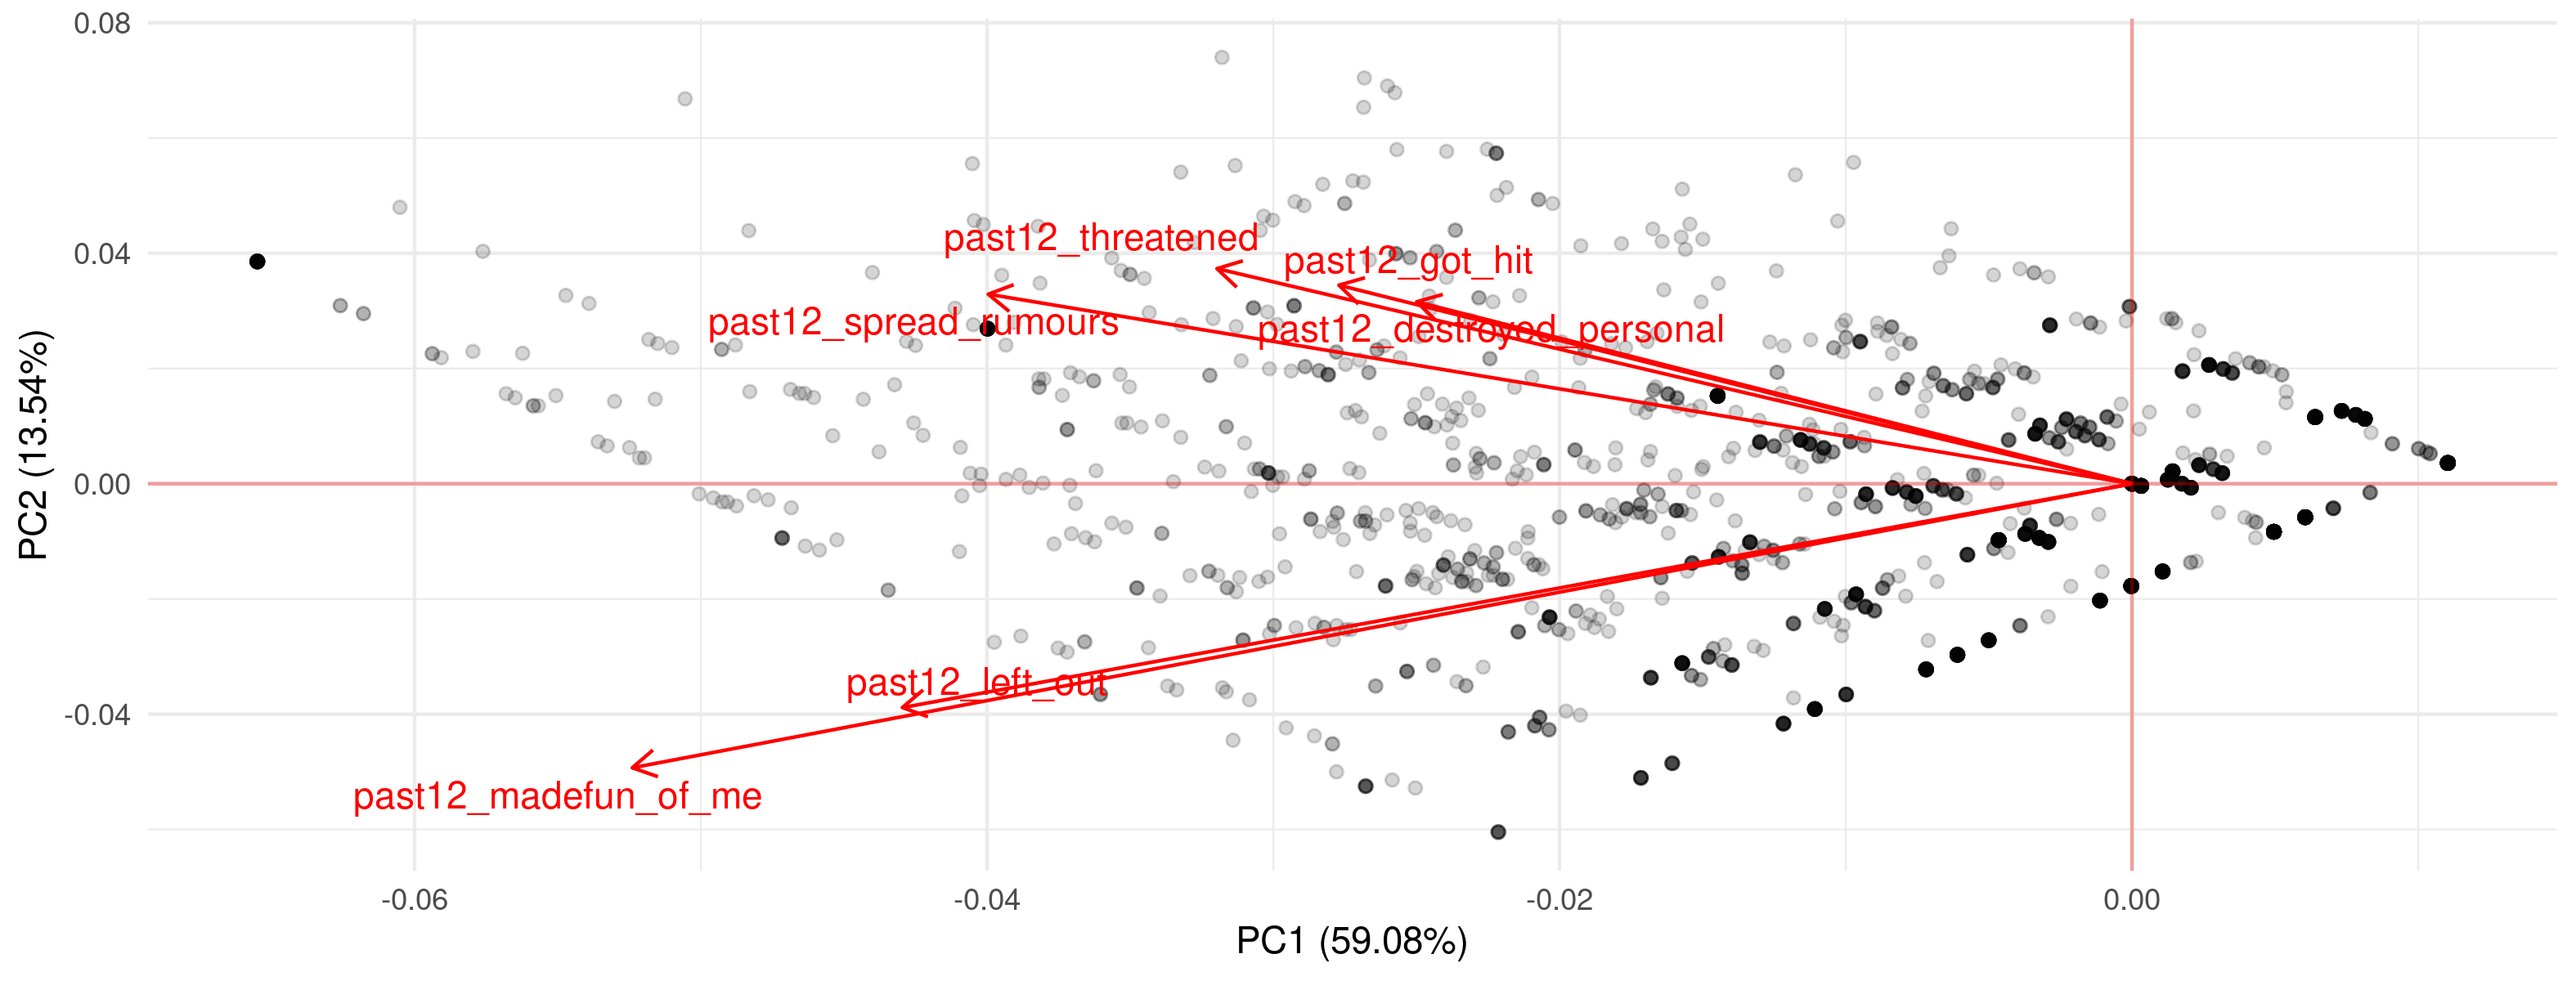 0.08
0.04
0.00
-0.04
PC2 (13.54%)
past12_threatened
past12_got_hit
past12_spread_rumours
past12_destroyed_personal
past12_left_out
past12_madefun_of_me
-0.06
-0.04
-0.02
0.00
PC1 (59.08%)